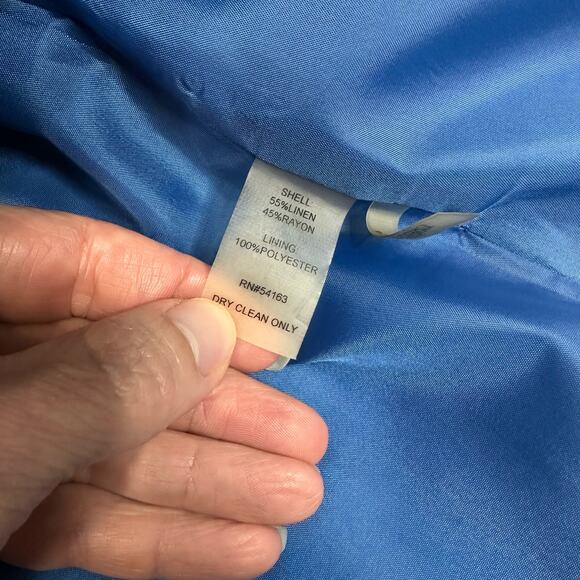 SHELL
55%LINEN
45%RAYON
LINING
100%POLYESTER
RN#54163
DRY CLEAN ONLY